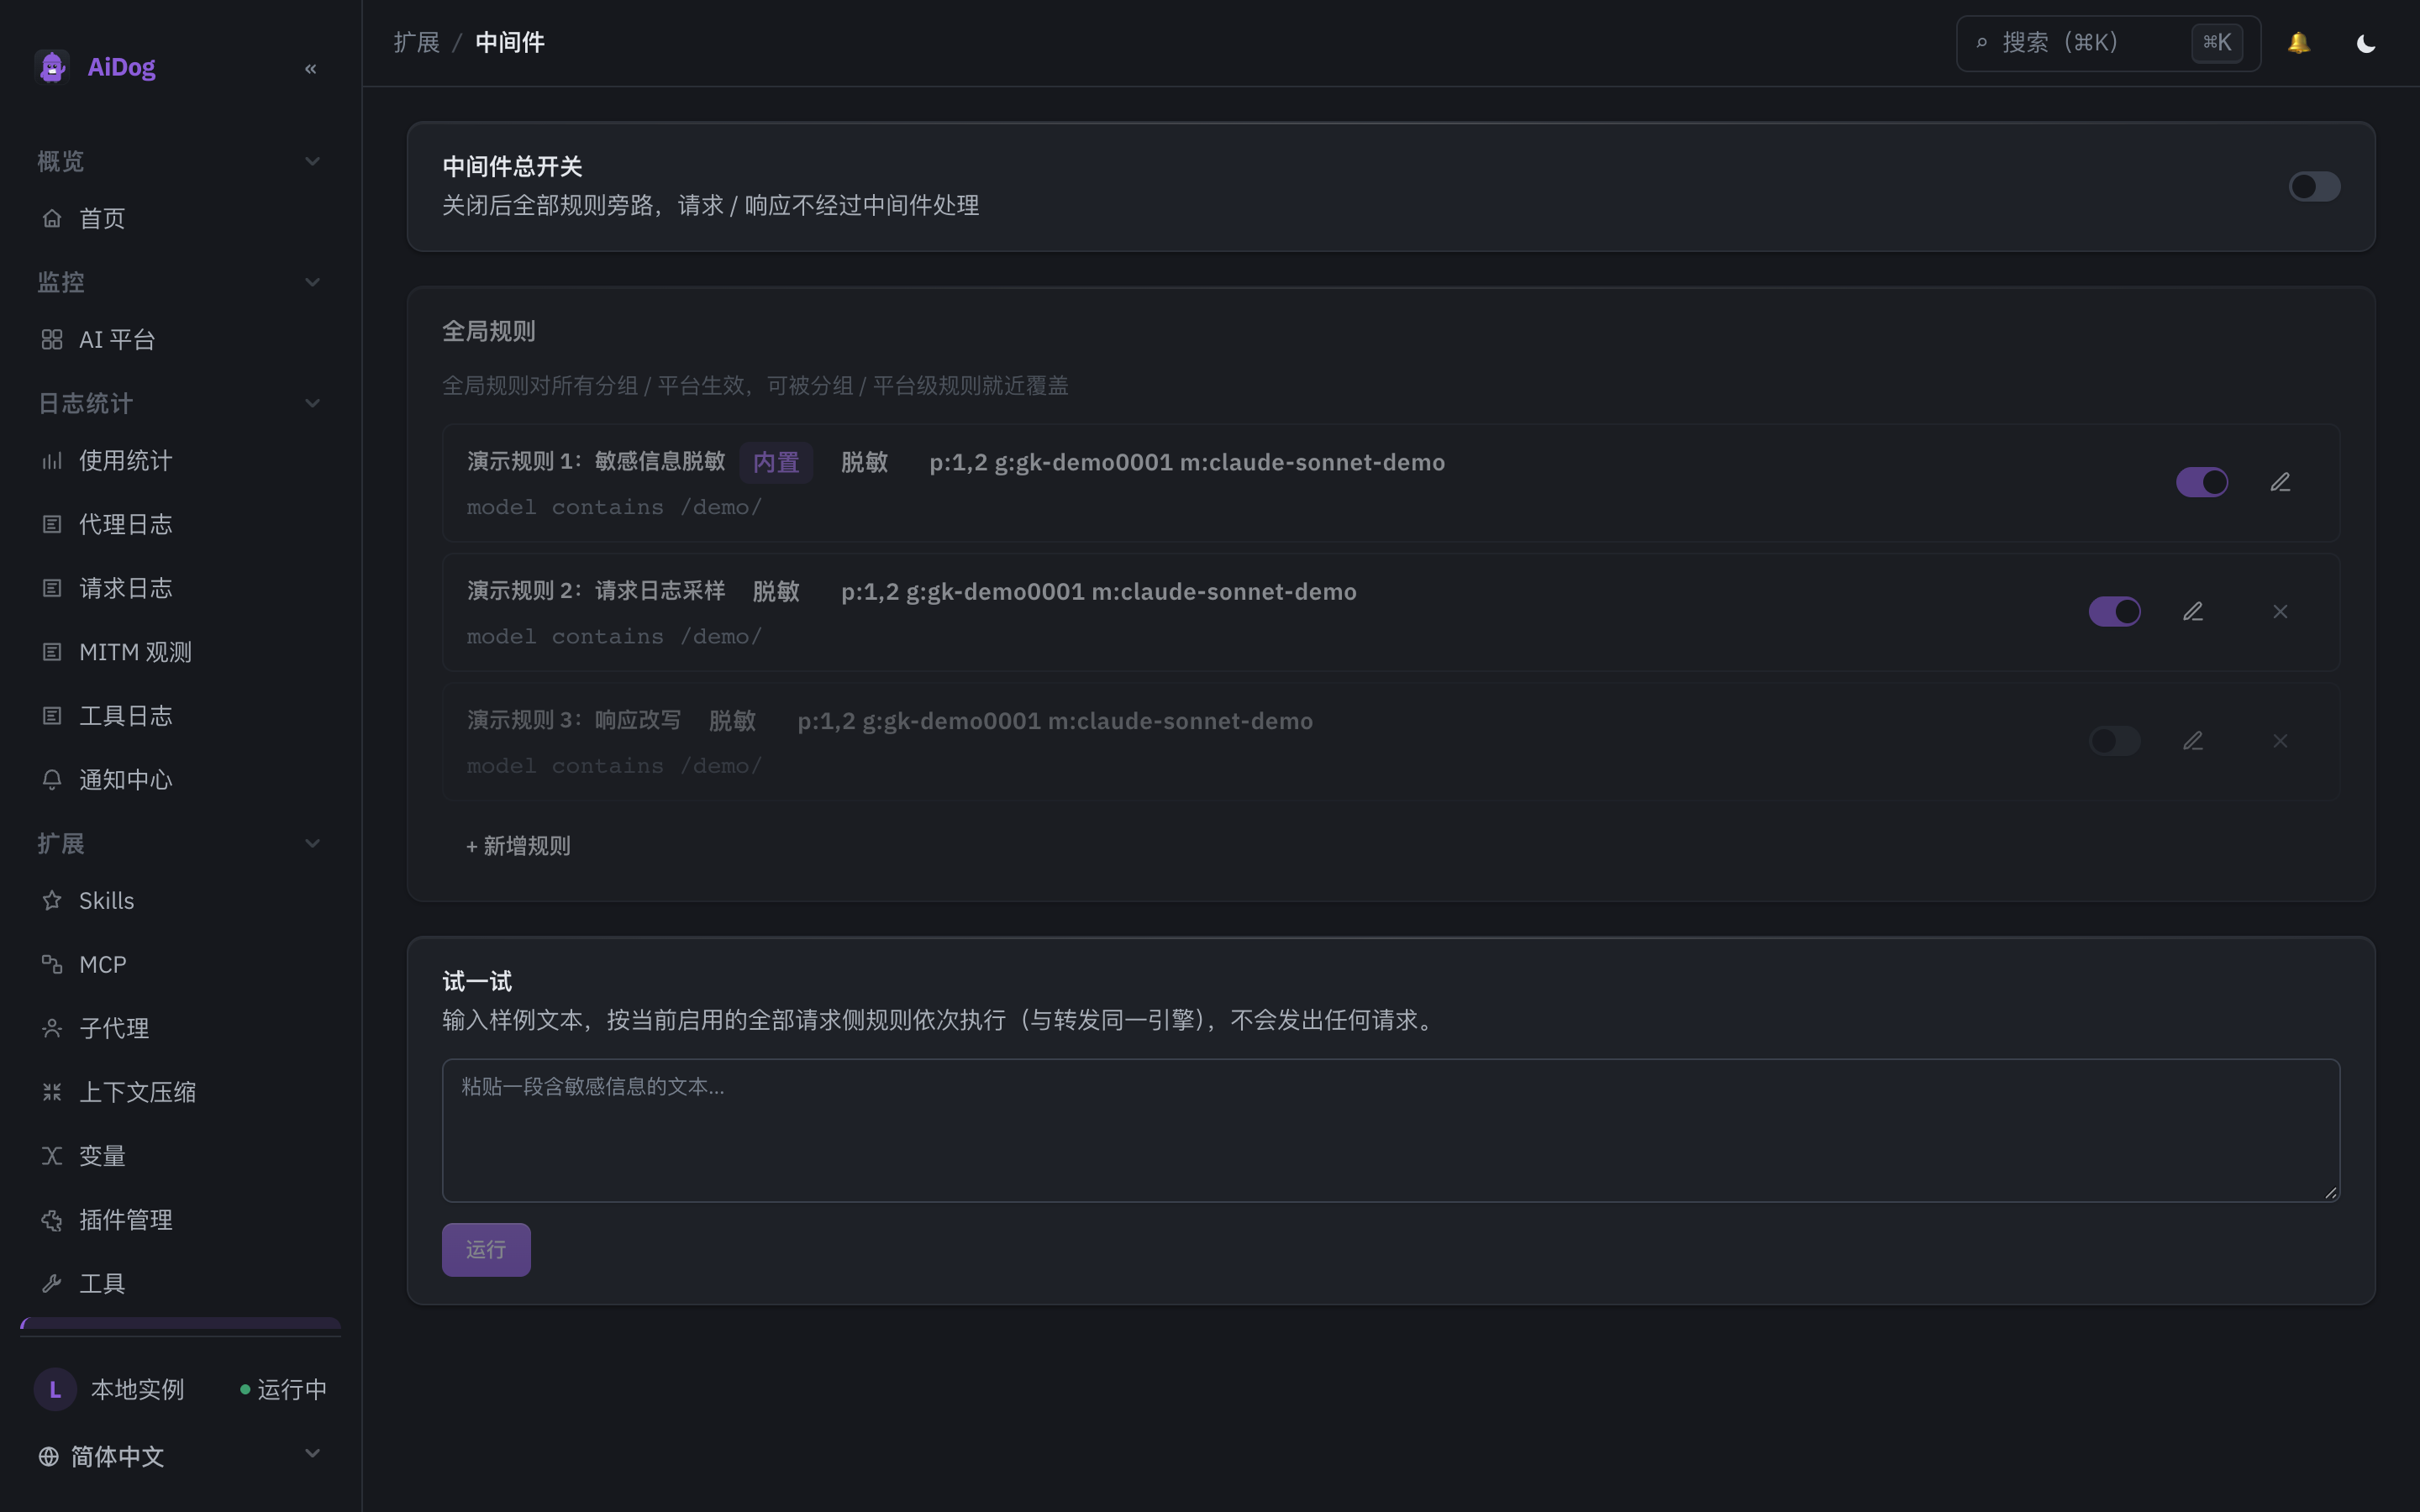 AiDog
«
概览
首页
监控
AI 平台
日志统计
使用统计
代理日志
请求日志
MITM 观测
工具日志
通知中心
扩展
Skills
MCP
子代理
上下文压缩
变量
插件管理
工具
L 本地实例 运行中
简体中文
扩展 / 中间件
搜索（⌘K） ⌘K
中间件总开关
关闭后全部规则旁路，请求 / 响应不经过中间件处理
全局规则
全局规则对所有分组 / 平台生效，可被分组 / 平台级规则就近覆盖
演示规则 1：敏感信息脱敏 内置 脱敏 p:1,2 g:gk-demo0001 m:claude-sonnet-demo
model contains /demo/
演示规则 2：请求日志采样 脱敏 p:1,2 g:gk-demo0001 m:claude-sonnet-demo
model contains /demo/
演示规则 3：响应改写 脱敏 p:1,2 g:gk-demo0001 m:claude-sonnet-demo
model contains /demo/
+ 新增规则
试一试
输入样例文本，按当前启用的全部请求侧规则依次执行（与转发同一引擎），不会发出任何请求。
粘贴一段含敏感信息的文本...
运行